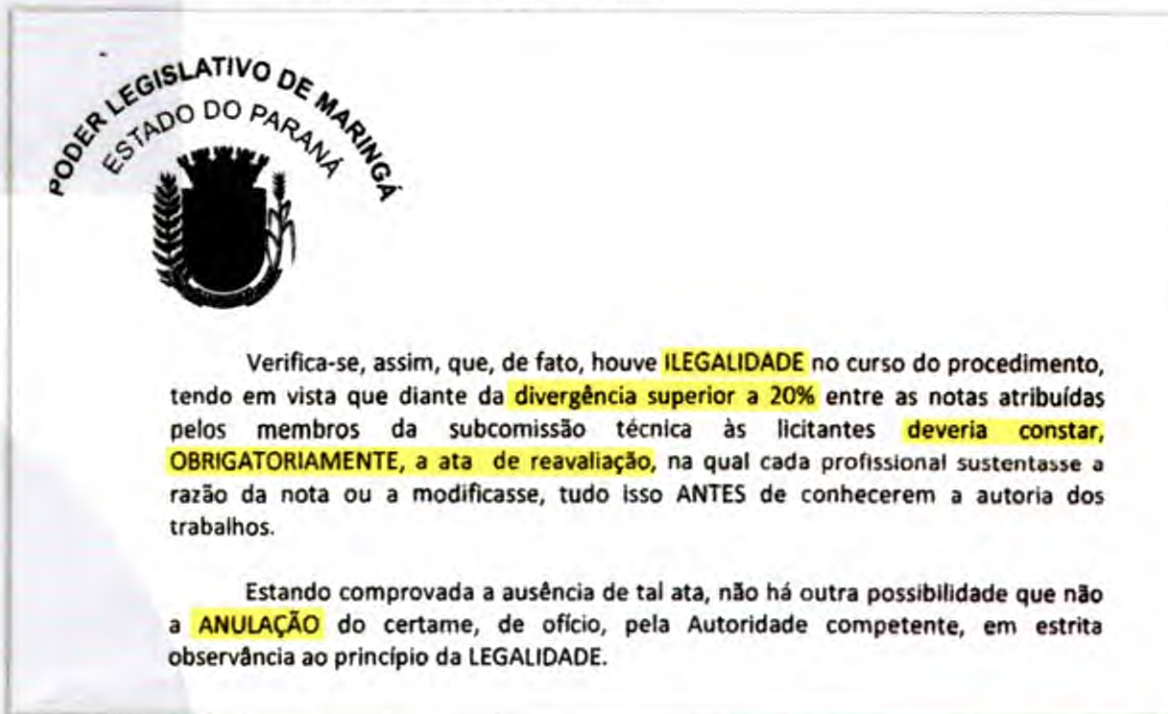 PODER LEGISLATIVO DE MARINGÁ
ESTADO DO PARANÁ
Verifica-se, assim, que, de fato, houve ILEGALIDADE no curso do procedimento,
tendo em vista que diante da divergência superior a 20% entre as notas atribuídas
pelos membros da subcomissão técnica às licitantes deveria constar,
OBRIGATORIAMENTE, a ata de reavaliação, na qual cada profissional sustentasse a
razão da nota ou a modificasse, tudo isso ANTES de conhecerem a autoria dos
trabalhos.
Estando comprovada a ausência de tal ata, não há outra possibilidade que não
a ANULAÇÃO do certame, de ofício, pela Autoridade competente, em estrita
observância ao princípio da LEGALIDADE.